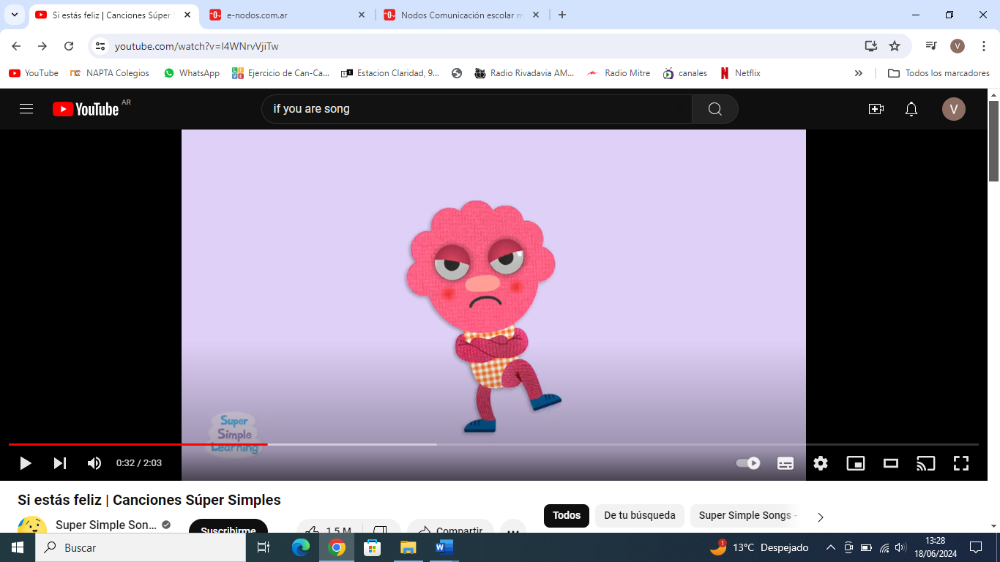 Si estás feliz | Canciones Súper S
e-nodos.com.ar
Nodos Comunicación escolar m
youtube.com/watch?v=I4WNrvVjiTw
V
YouTube
NAPTA Colegios
WhatsApp
LIVE
Ejercicio de Can-Ca...
Estacion Claridad, 9...
Radio Rivadavia AM...
Radio Mitre
canales
Netflix
Todos los marcadores
YouTube AR
if you are song
V
Super
Simple
Learning
0:32 / 2:03
Si estás feliz | Canciones Súper Simples
Todos
De tu búsqueda
Super Simple Songs -
Super Simple Son...
Suscribirme
1,5 M
Compartir
Buscar
1
13°C Despejado
13:28
18/06/2024